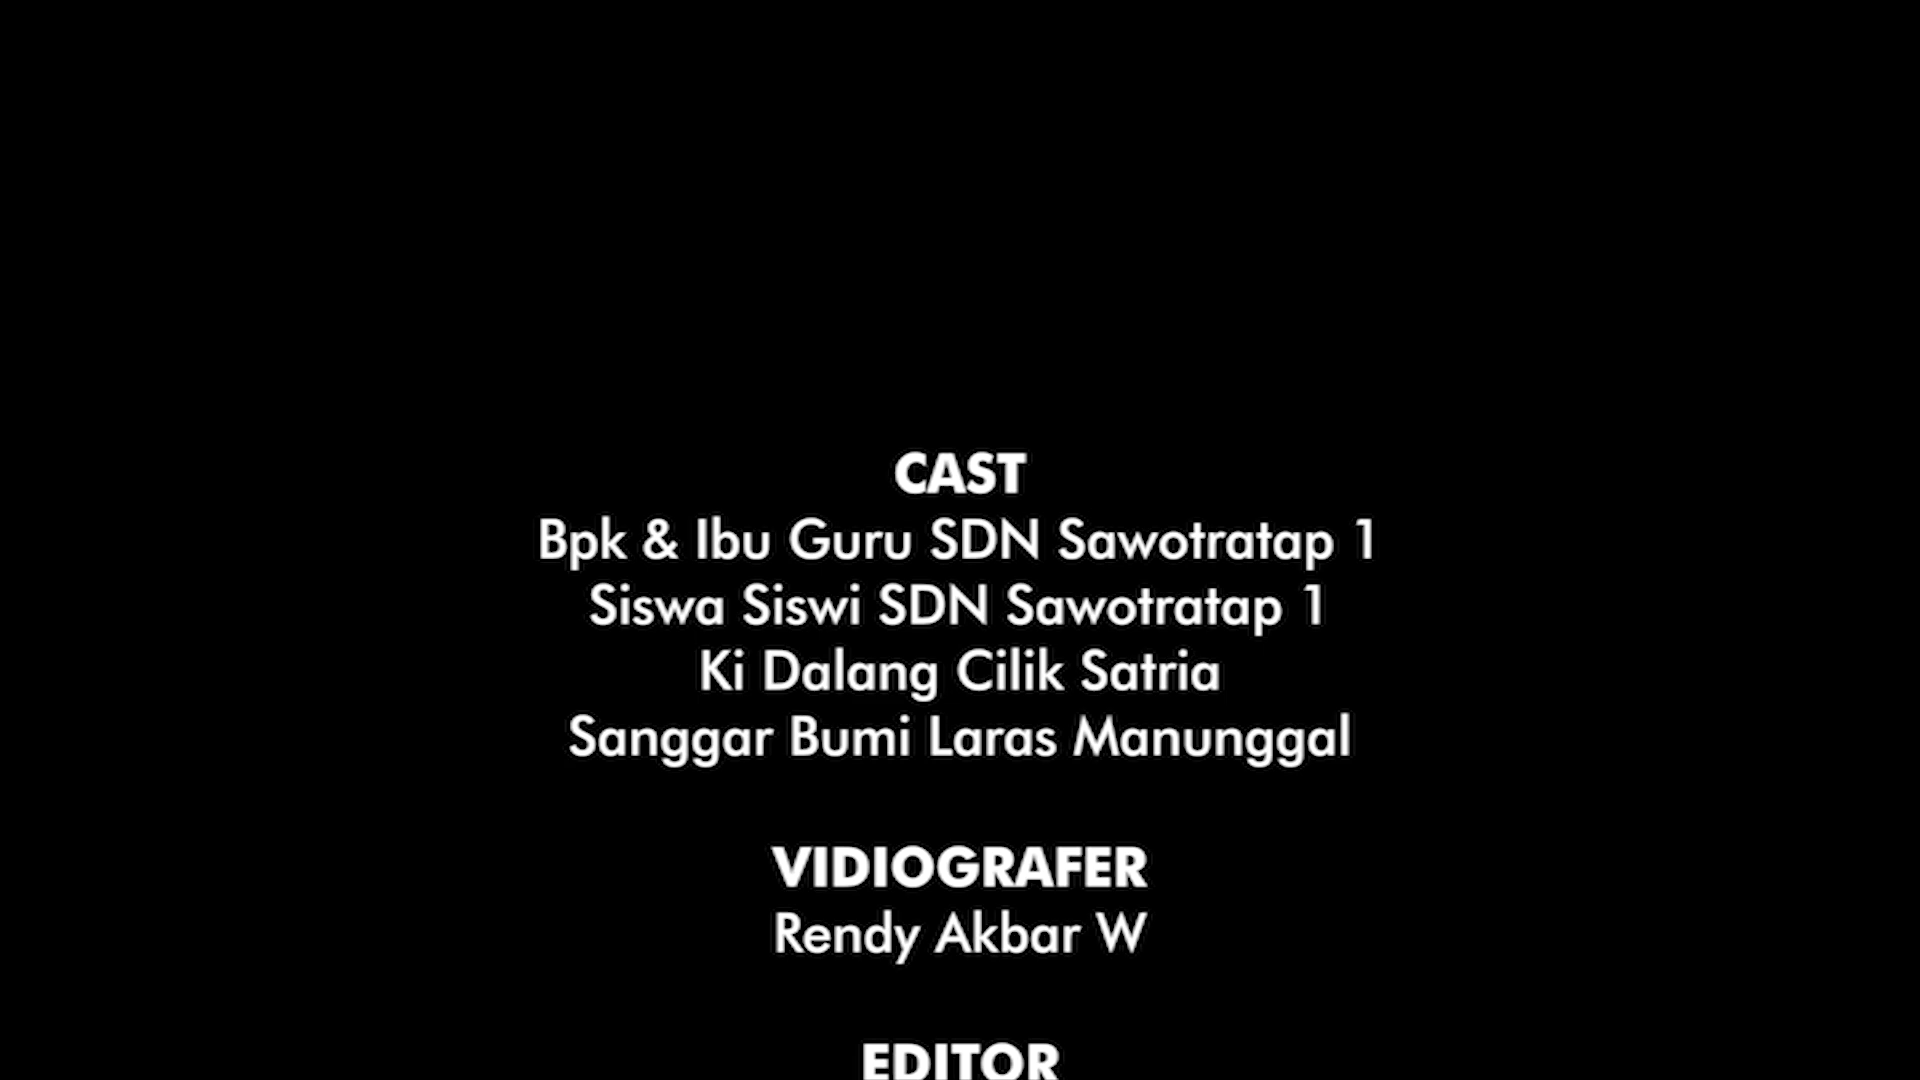 CAST
Bpk & Ibu Guru SDN Sawotratap 1
Siswa Siswi SDN Sawotratap 1
Ki Dalang Cilik Satria
Sanggar Bumi Laras Manunggal
VIDIOGRAFER
Rendy Akbar W
EDITOR